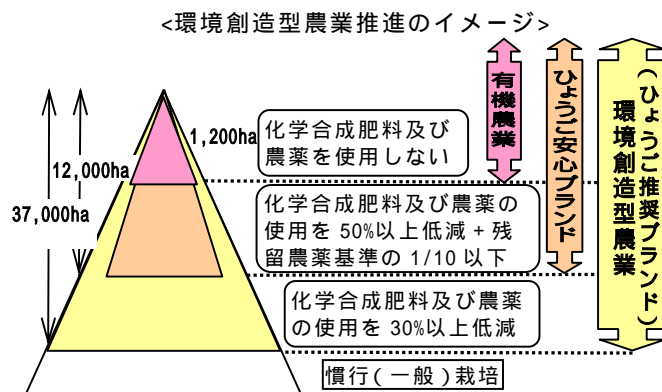 <環境創造型農業推進のイメージ>
1,200ha
12,000ha
37,000ha
化学合成肥料及び
農薬を使用しない
化学合成肥料及び農薬の
使用を 50%以上低減 + 残
留農薬基準の 1/10 以下
化学合成肥料及び農薬
の使用を 30%以上低減
慣行(一般)栽培
有機農業
ひょうご安心ブランド
(ひょうご推奨ブランド)
環境創造型農業